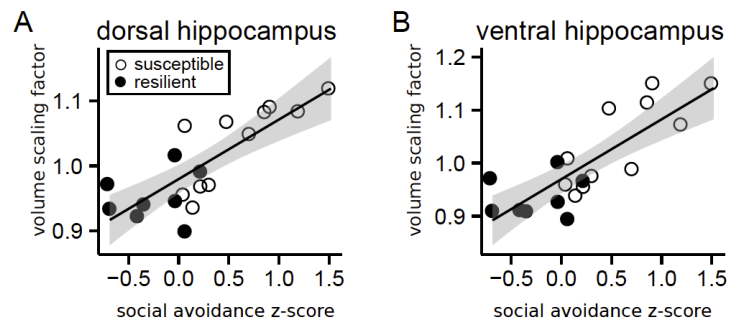 A
dorsal hippocampus
susceptible
resilient
volume scaling factor
1.1
1.0
0.9
−0.5 0.0 0.5 1.0 1.5
social avoidance z-score
B
ventral hippocampus
volume scaling factor
1.2
1.1
1.0
0.9
−0.5 0.0 0.5 1.0 1.5
social avoidance z-score